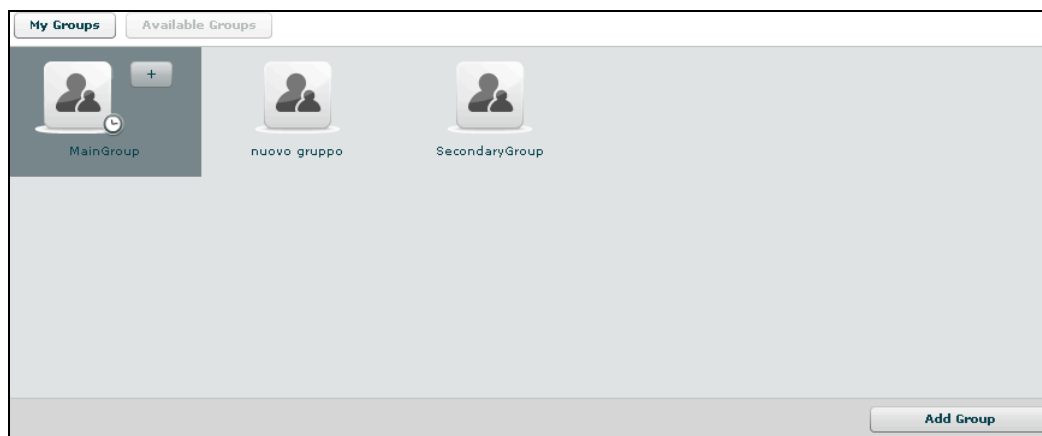 My Groups
Available Groups
+
MainGroup
nuovo gruppo
SecondaryGroup
Add Group